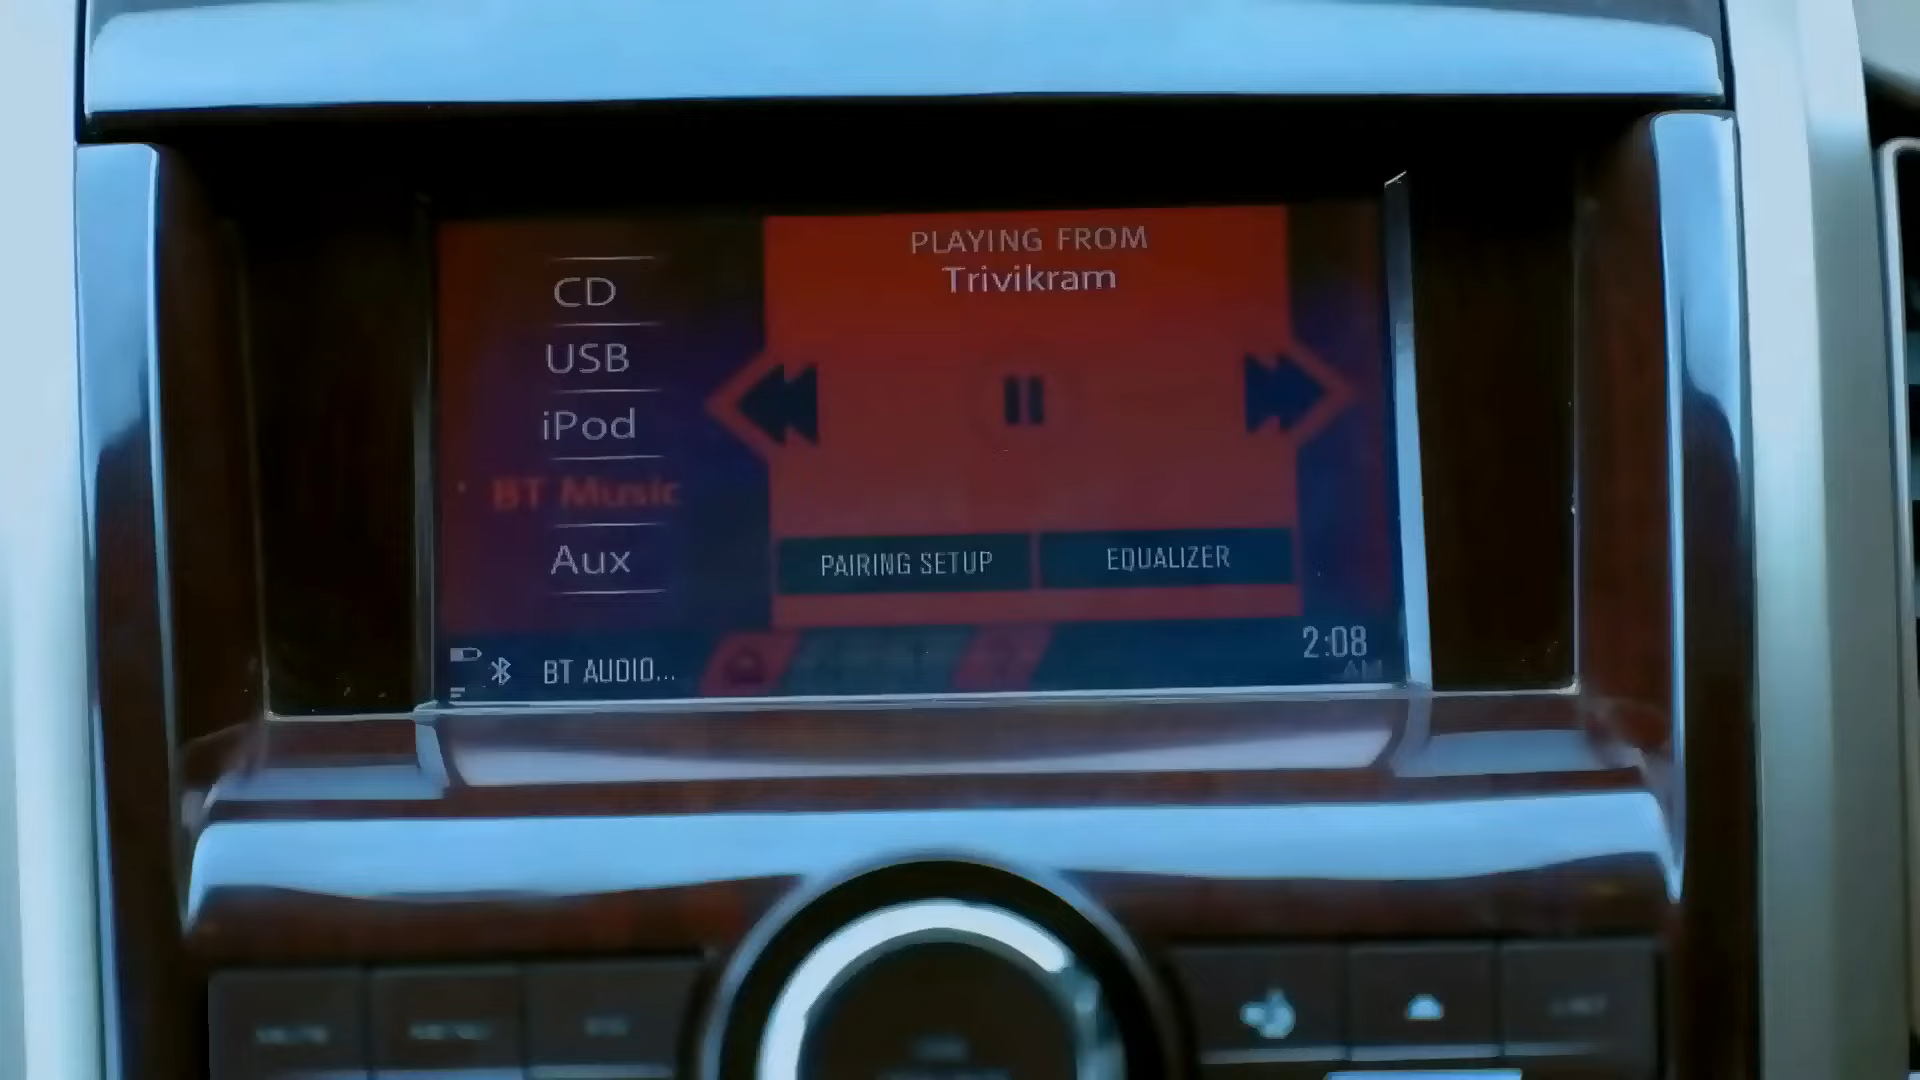 PLAYING FROM
Trivikram
CD
USB
iPod
BT Music
Aux
PAIRING SETUP
EQUALIZER
BT AUDIO...
2:08
AM